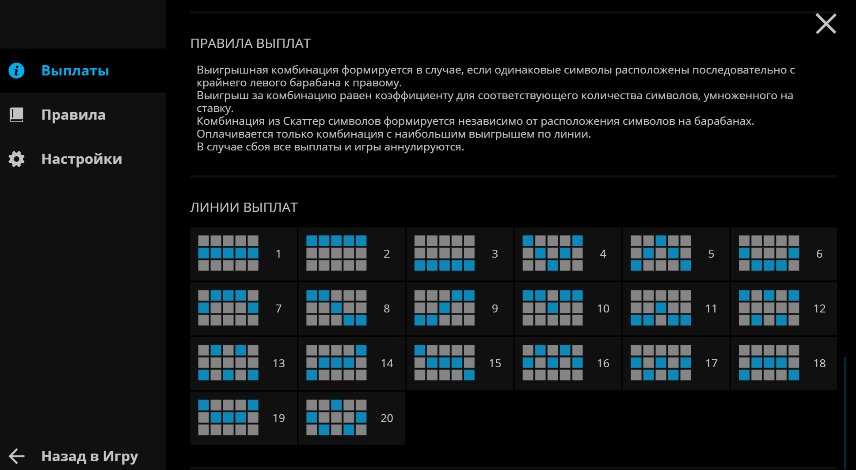 ПРАВИЛА ВЫПЛАТ
Выигрышная комбинация формируется в случае, если одинаковые символы расположены последовательно с
крайнего левого барабана к правому.
Выигрыш за комбинацию равен коэффициенту для соответствующего количества символов, умноженного на
ставку.
Комбинация из Скаттер символов формируется независимо от расположения символов на барабанах.
Оплачивается только комбинация с наибольшим выигрышем по линии.
В случае сбоя все выплаты и игры аннулируются.
Выплаты
Правила
Настройки
ЛИНИИ ВЫПЛАТ
1 2 3 4 5 6
7 8 9 10 11 12
13 14 15 16 17 18
19 20
Назад в Игру